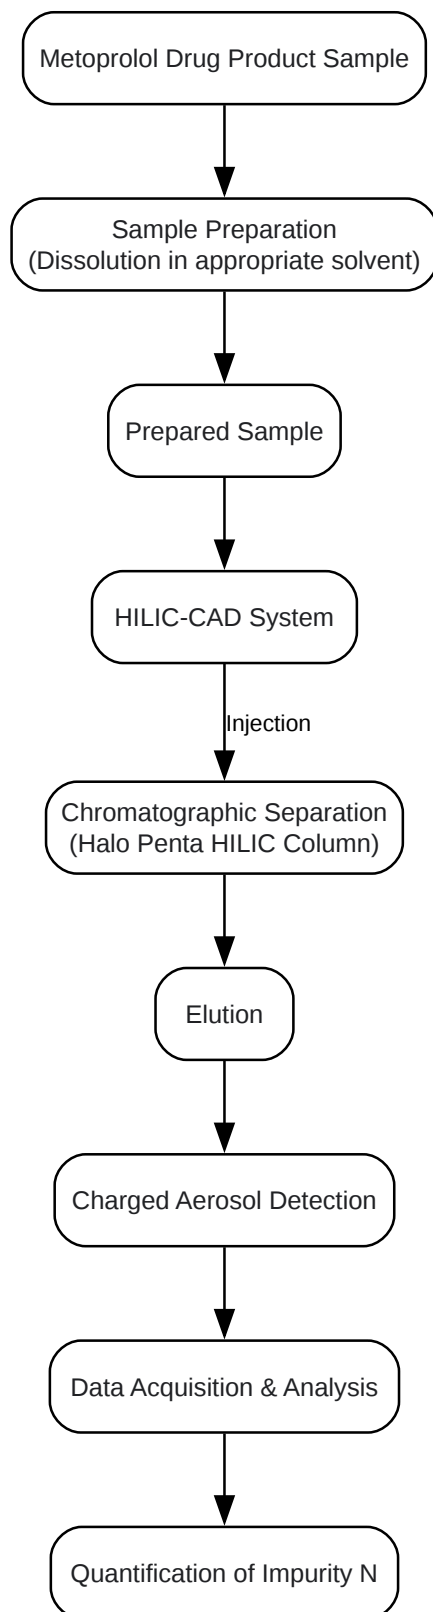 Metoprolol Drug Product Sample
Sample Preparation
(Dissolution in appropriate solvent)
Prepared Sample
HILIC-CAD System
Injection
Chromatographic Separation
(Halo Penta HILIC Column)
Elution
Charged Aerosol Detection
Data Acquisition & Analysis
Quantification of Impurity N